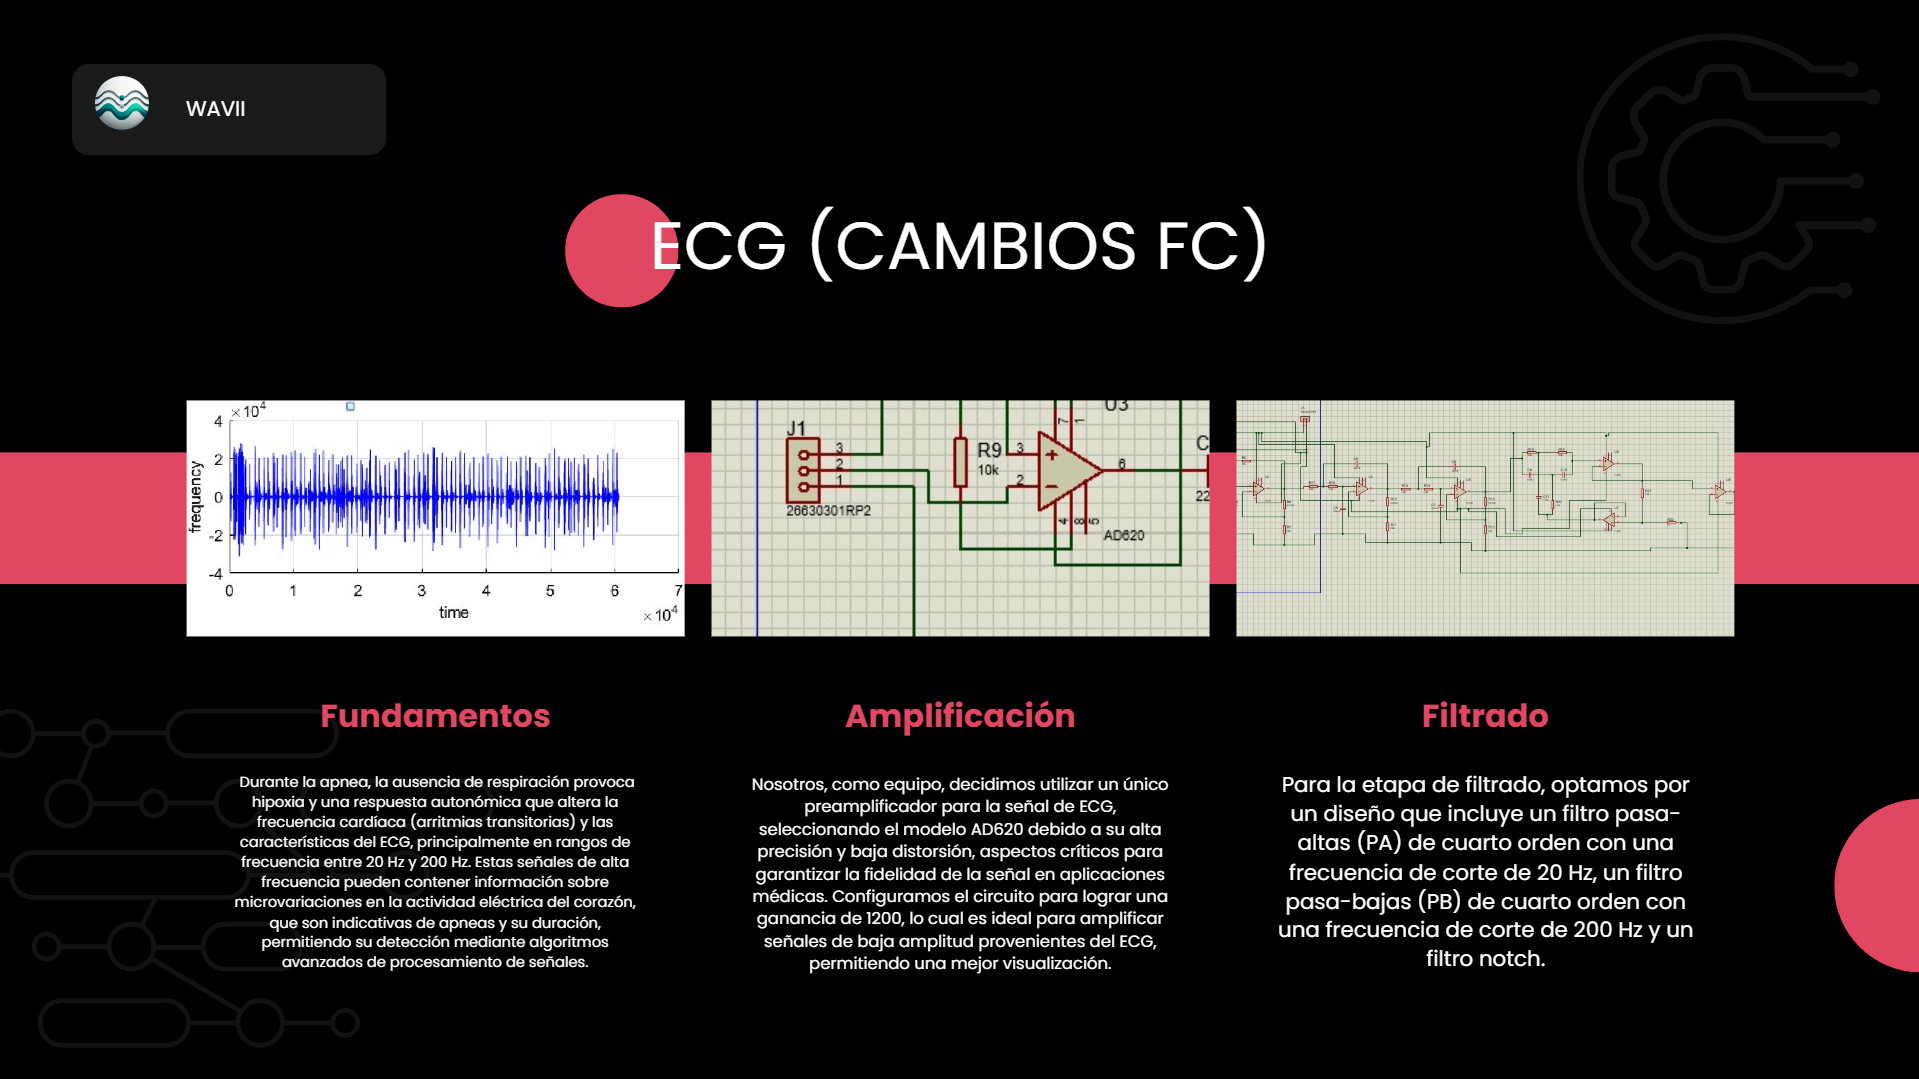 WAVII
ECG (CAMBIOS FC)
×10⁴
4
2
0
-2
-4
frequency
0 1 2 3 4 5 6 7
time
×10⁴
J1
3
2
1
26630301RP2
R9
10k
3
2
7
1
U3
6
4
8
5
AD620
C
22
Fundamentos
Durante la apnea, la ausencia de respiración provoca
hipoxia y una respuesta autonómica que altera la
frecuencia cardíaca (arritmias transitorias) y las
características del ECG, principalmente en rangos de
frecuencia entre 20 Hz y 200 Hz. Estas señales de alta
frecuencia pueden contener información sobre
microvariaciones en la actividad eléctrica del corazón,
que son indicativas de apneas y su duración,
permitiendo su detección mediante algoritmos
avanzados de procesamiento de señales.
Amplificación
Nosotros, como equipo, decidimos utilizar un único
preamplificador para la señal de ECG,
seleccionando el modelo AD620 debido a su alta
precisión y baja distorsión, aspectos críticos para
garantizar la fidelidad de la señal en aplicaciones
médicas. Configuramos el circuito para lograr una
ganancia de 1200, lo cual es ideal para amplificar
señales de baja amplitud provenientes del ECG,
permitiendo una mejor visualización.
Filtrado
Para la etapa de filtrado, optamos por
un diseño que incluye un filtro pasa-
altas (PA) de cuarto orden con una
frecuencia de corte de 20 Hz, un filtro
pasa-bajas (PB) de cuarto orden con
una frecuencia de corte de 200 Hz y un
filtro notch.